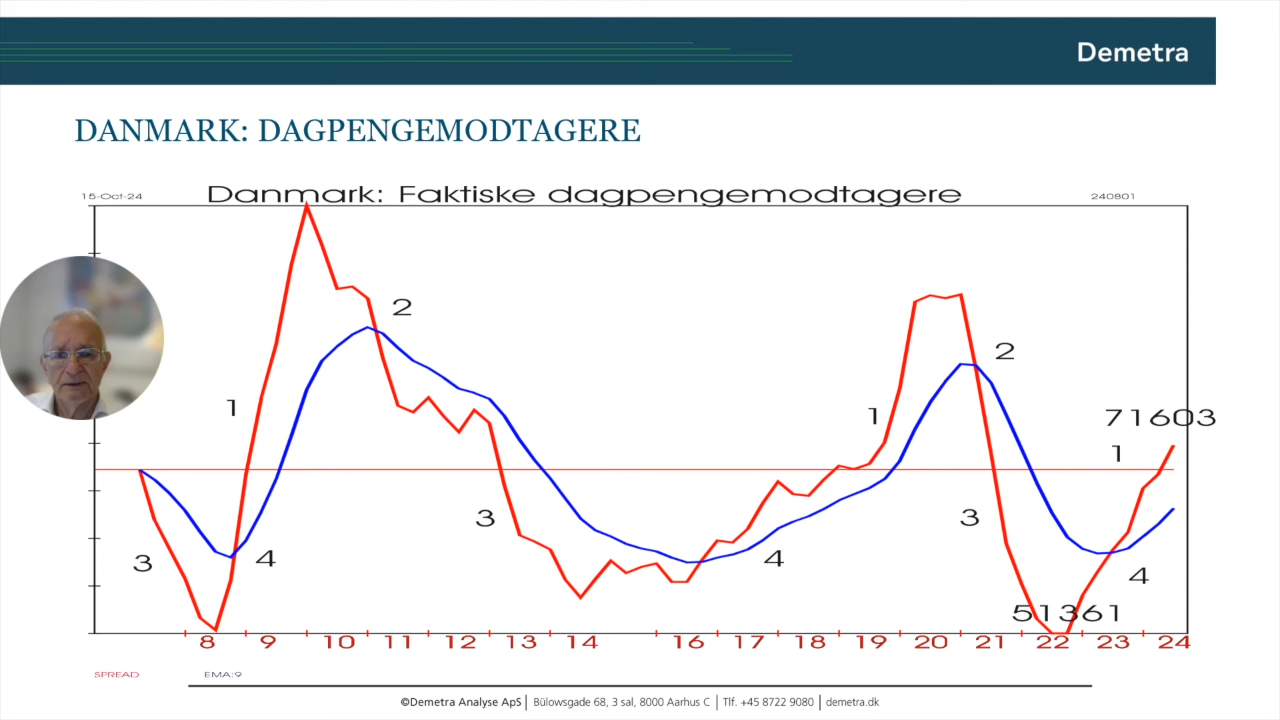 Demetra
DANMARK: DAGPENGEMODTAGERE
15-Oct-24
Danmark: Faktiske dagpengemodtagere
240801
2
2
1
1
71603
1
3
3
3
4
4
4
51361
8 9 10 11 12 13 14 16 17 18 19 20 21 22 23 24
SPREAD
EMA:9
©Demetra Analyse ApS | Bülowsgade 68, 3 sal, 8000 Aarhus C | Tlf. +45 8722 9080 | demetra.dk